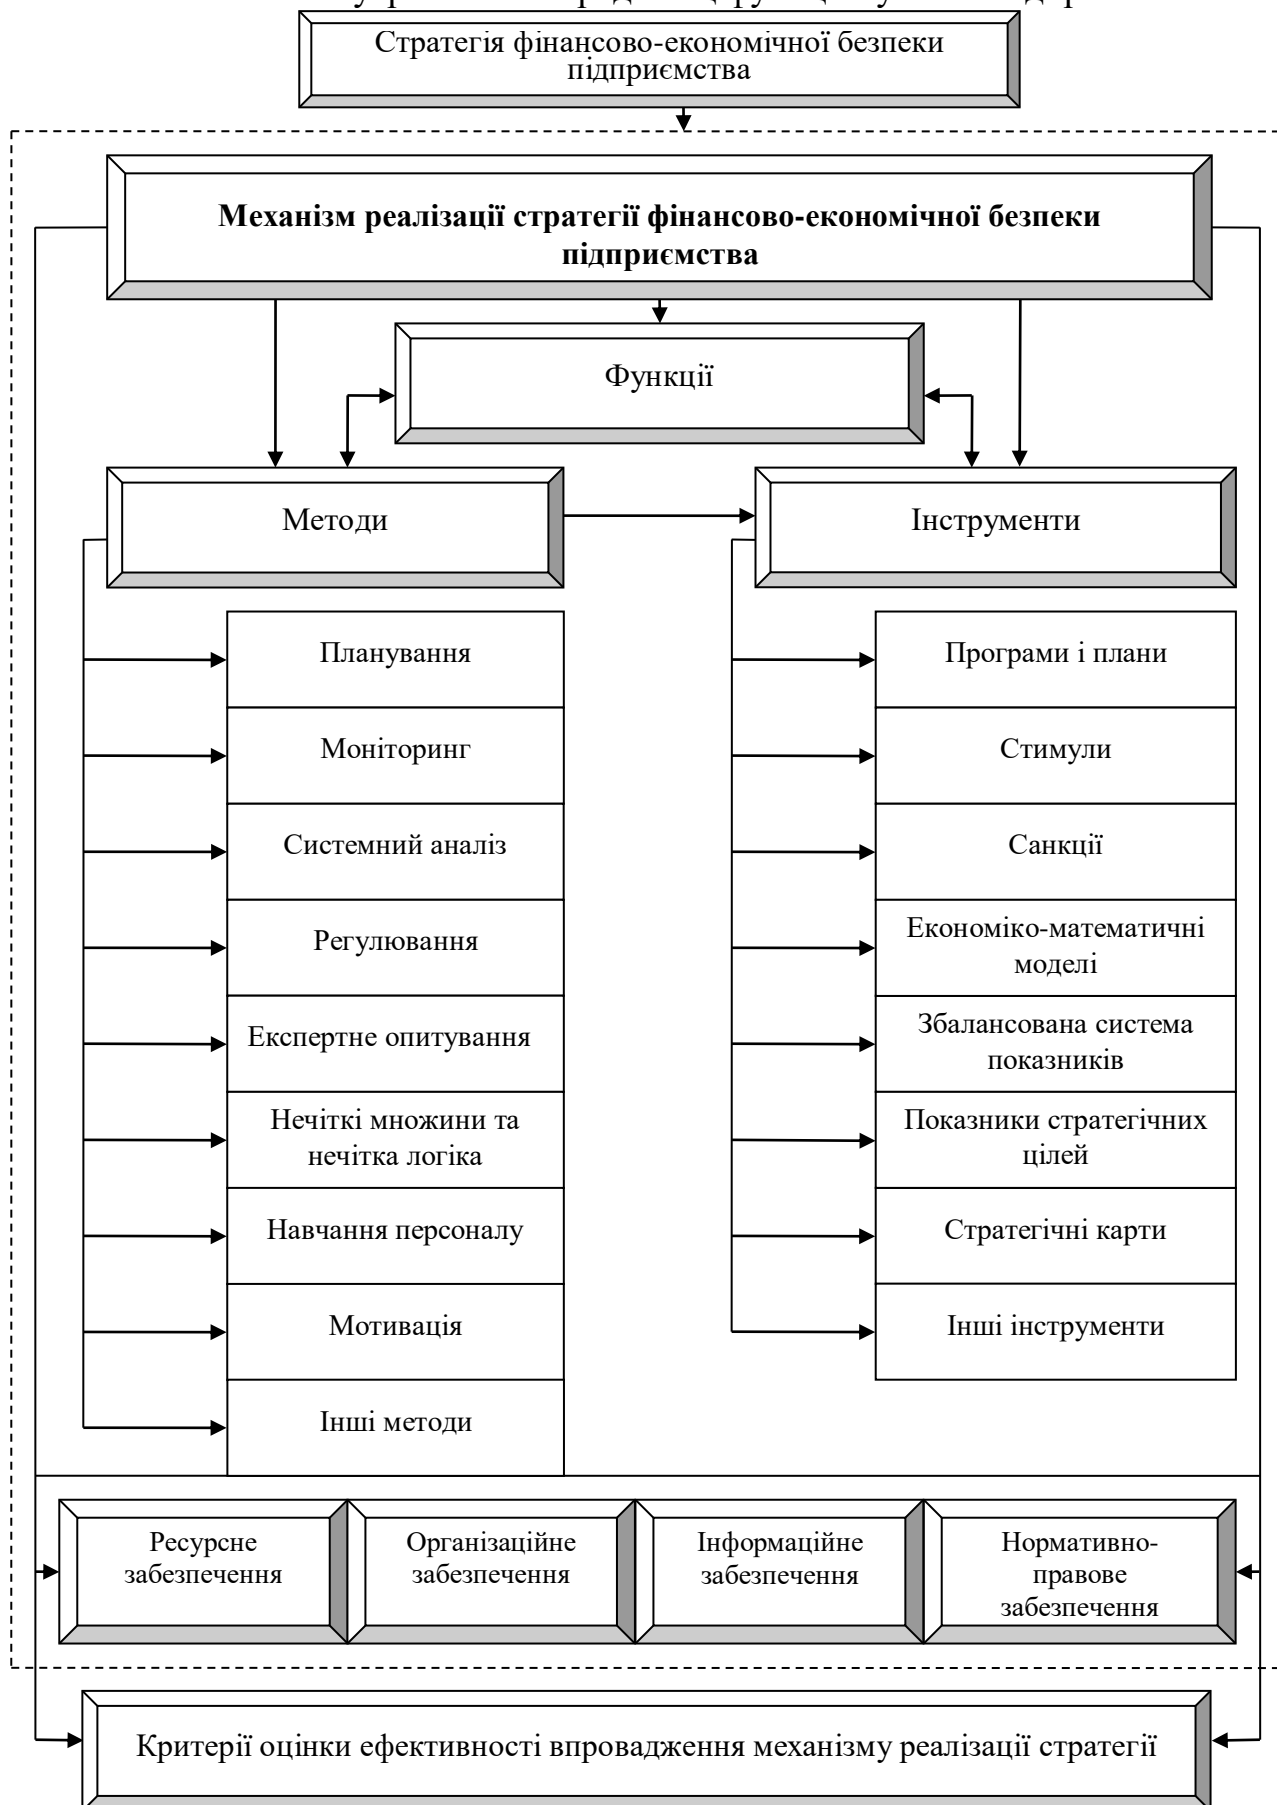 Стратегія фінансово-економічної безпеки
підприємства
Механізм реалізації стратегії фінансово-економічної безпеки
підприємства
Функції
Методи
Інструменти
Планування
Моніторинг
Системний аналіз
Регулювання
Експертне опитування
Нечіткі множини та
нечітка логіка
Навчання персоналу
Мотивація
Інші методи
Програми і плани
Стимули
Санкції
Економіко-математичні
моделі
Збалансована система
показників
Показники стратегічних
цілей
Стратегічні карти
Інші інструменти
Ресурсне
забезпечення
Організаційне
забезпечення
Інформаційне
забезпечення
Нормативно-
правове
забезпечення
Критерії оцінки ефективності впровадження механізму реалізації стратегії